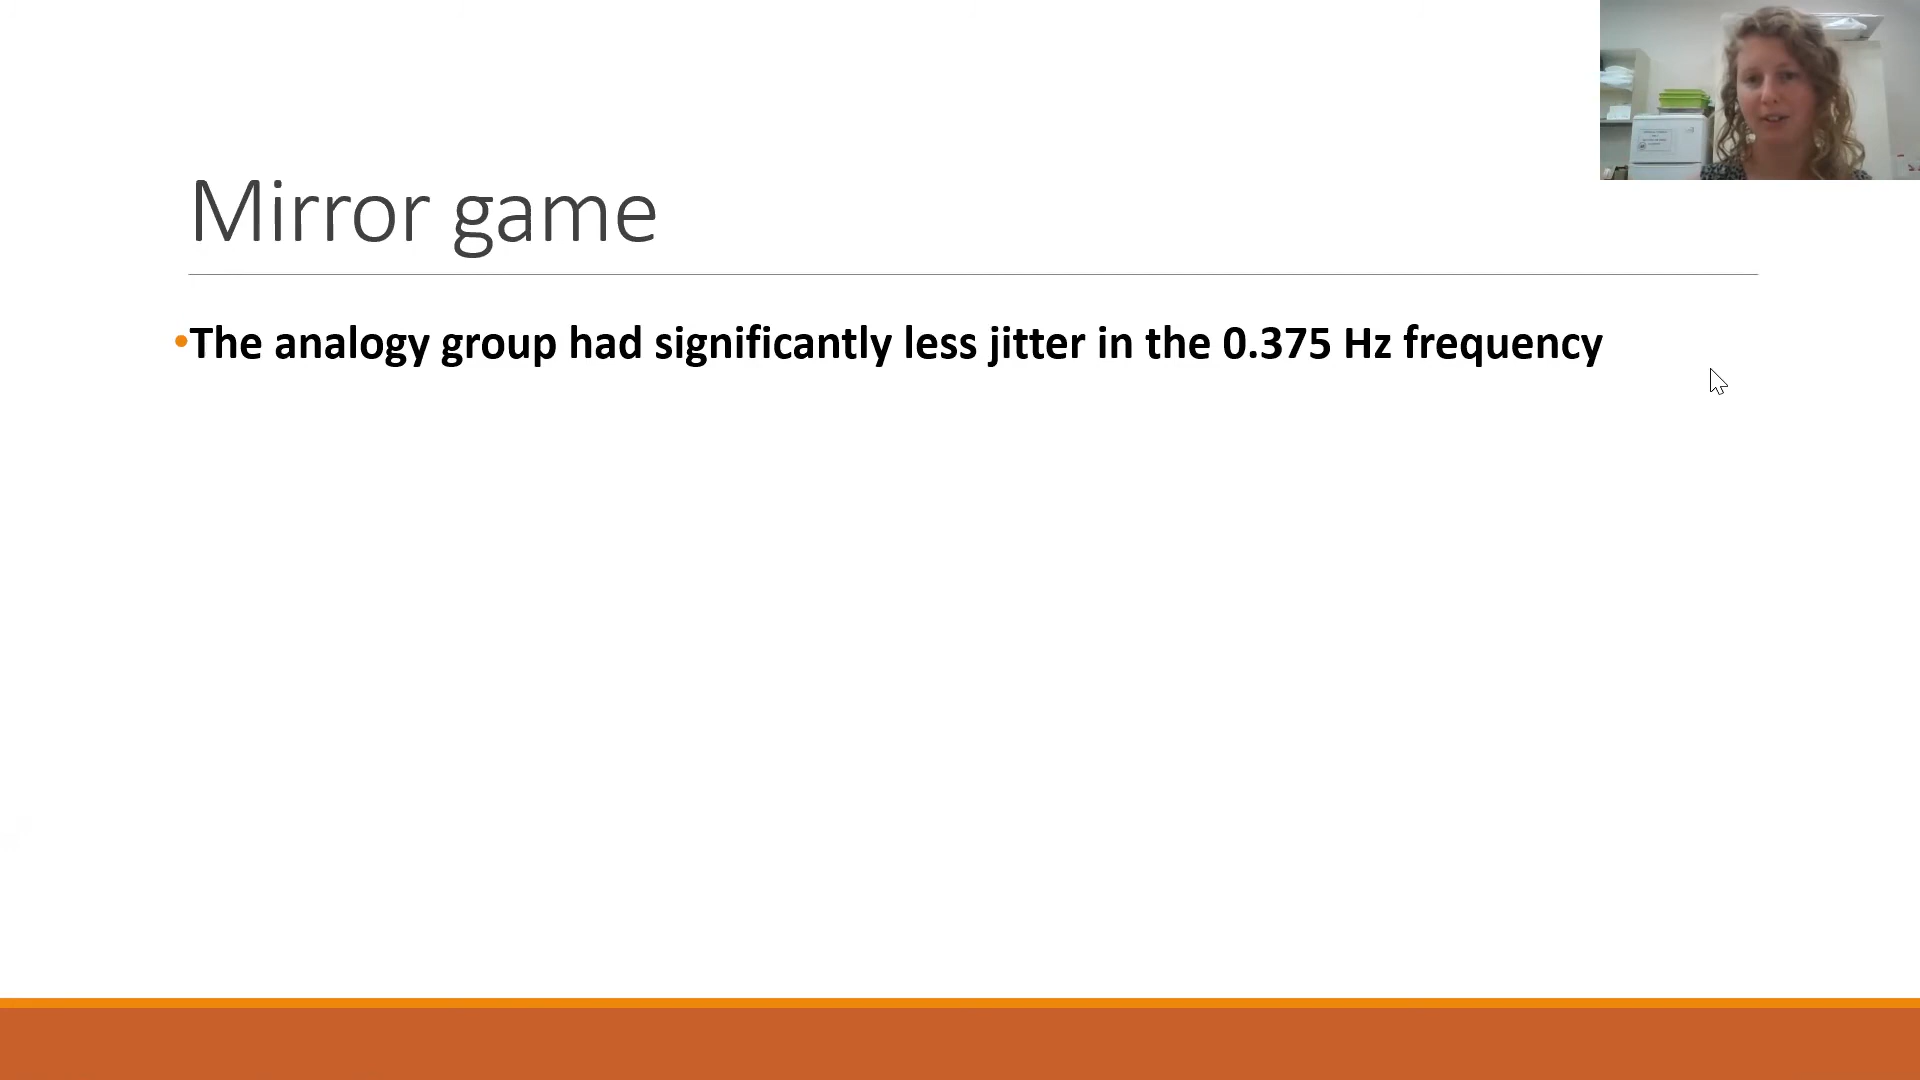 Mirror game
•The analogy group had significantly less jitter in the 0.375 Hz frequency